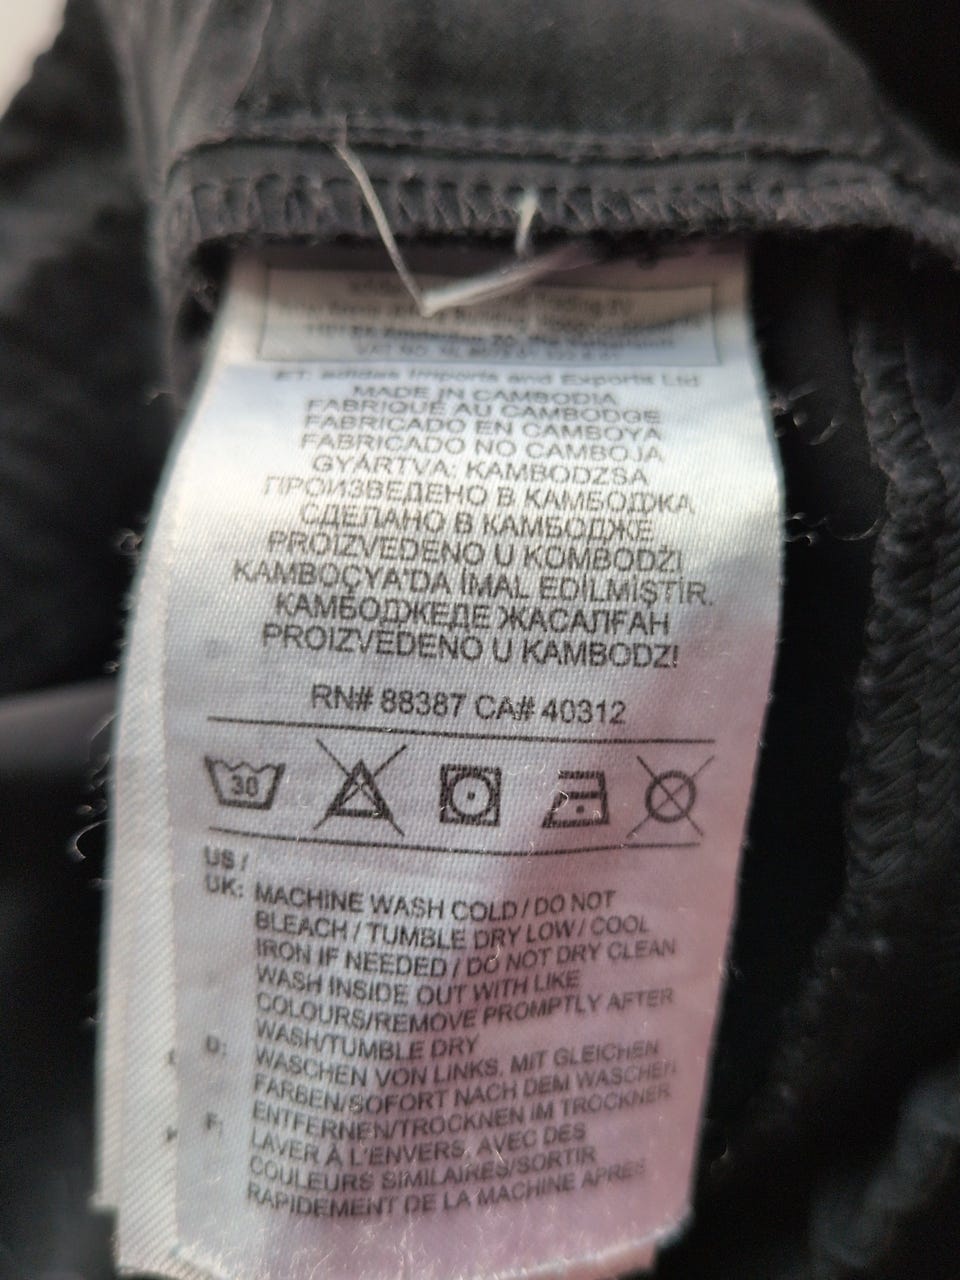 ET: adidas Imports and Exports Ltd
MADE IN CAMBODIA
FABRIQUÉ AU CAMBODGE
FABRICADO EN CAMBOYA
FABRICADO NO CAMBOJA
GYÁRTVA: KAMBODZSA
ПРОИЗВЕДЕНО В КАМБОДЖА
СДЕЛАНО В КАМБОДЖЕ
PROIZVEDENO U KOMBODŽI
KAMBOÇYA'DA İMAL EDİLMİŞTİR.
КАМБОДЖЕДЕ ЖАСАЛҒАН
PROIZVEDENO U KAMBODZI
RN# 88387 CA# 40312
30
US /
UK: MACHINE WASH COLD / DO NOT
BLEACH / TUMBLE DRY LOW / COOL
IRON IF NEEDED / DO NOT DRY CLEAN
WASH INSIDE OUT WITH LIKE
COLOURS/REMOVE PROMPTLY AFTER
WASH/TUMBLE DRY
D: WASCHEN VON LINKS, MIT GLEICHEN
FARBEN/SOFORT NACH DEM WASCHEN
ENTFERNEN/TROCKNEN IM TROCKNER
F: LAVER À L'ENVERS, AVEC DES
COULEURS SIMILAIRES/SORTIR
RAPIDEMENT DE LA MACHINE APRÈS